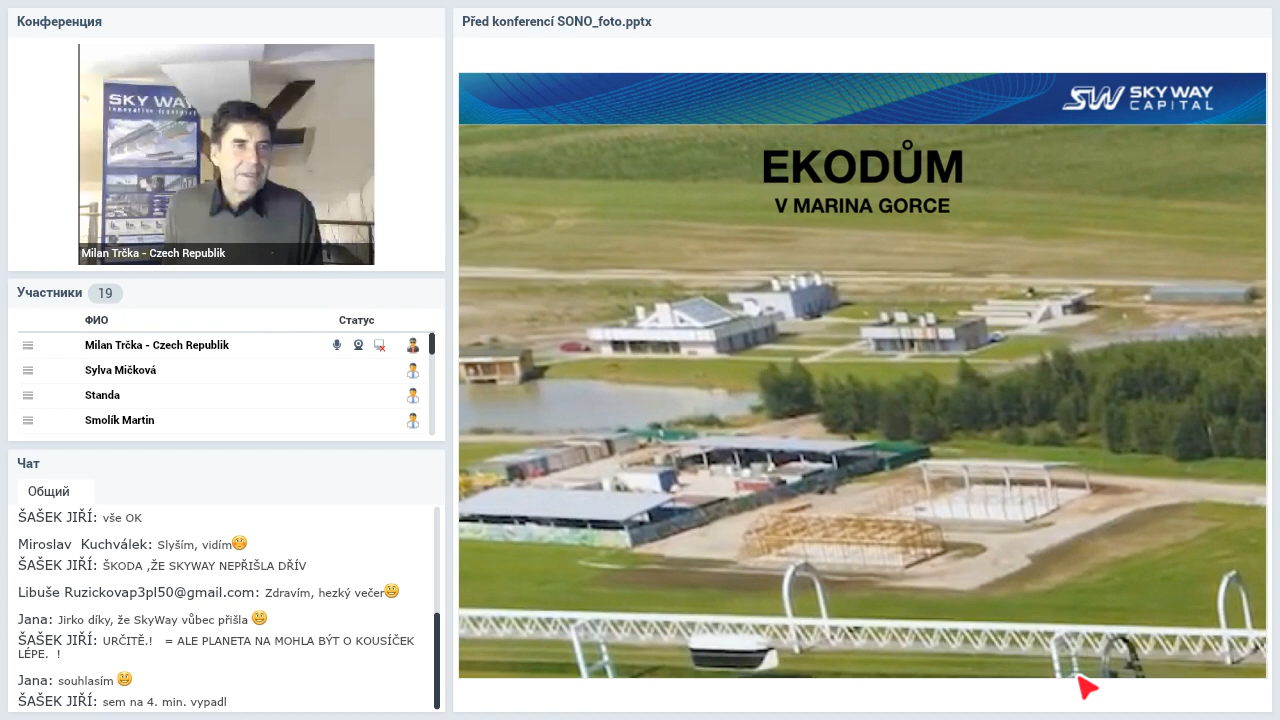 Конференция
SKY WAY
innovative transport
Milan Trčka - Czech Republik
Участники 19
ФИО Статус
Milan Trčka - Czech Republik
Sylva Mičková
Standa
Smolík Martin
Чат
Общий
ŠAŠEK JIŘÍ: vše OK
Miroslav Kuchválek: Slyším, vidím
ŠAŠEK JIŘÍ: ŠKODA ,ŽE SKYWAY NEPŘIŠLA DŘÍV
Libuše Ruzickovap3pl50@gmail.com: Zdravím, hezký večer
Jana: Jirko díky, že SkyWay vůbec přišla
ŠAŠEK JIŘÍ: URČITĚ.! = ALE PLANETA NA MOHLA BÝT O KOUSÍČEK
LÉPE. !
Jana: souhlasím
ŠAŠEK JIŘÍ: sem na 4. min. vypadl
Před konferencí SONO_foto.pptx
SW SKY WAY
CAPITAL
EKODŮM
V MARINA GORCE